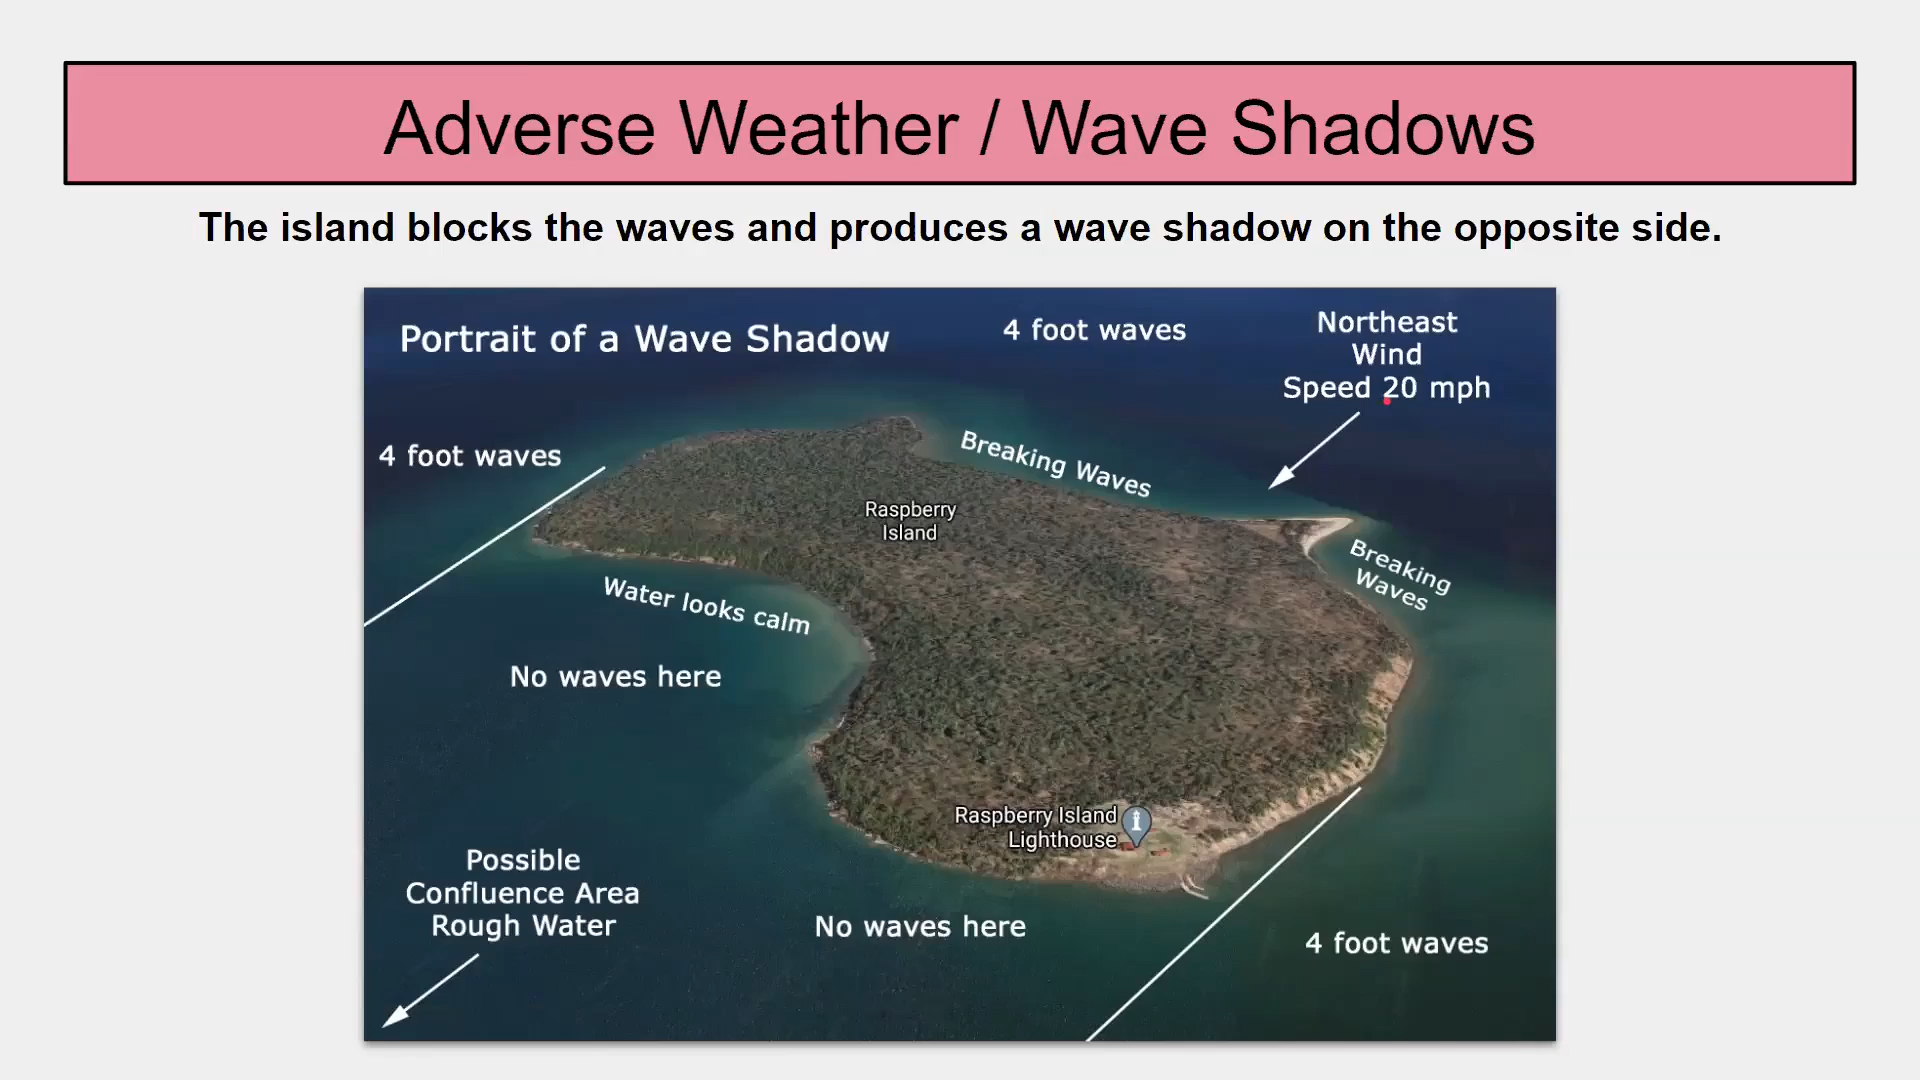 Adverse Weather / Wave Shadows
The island blocks the waves and produces a wave shadow on the opposite side.
Portrait of a Wave Shadow
4 foot waves
Northeast
Wind
Speed 20 mph
4 foot waves
Breaking Waves
Raspberry
Island
Breaking
Waves
Water looks calm
No waves here
Raspberry Island
Lighthouse
Possible
Confluence Area
Rough Water
No waves here
4 foot waves